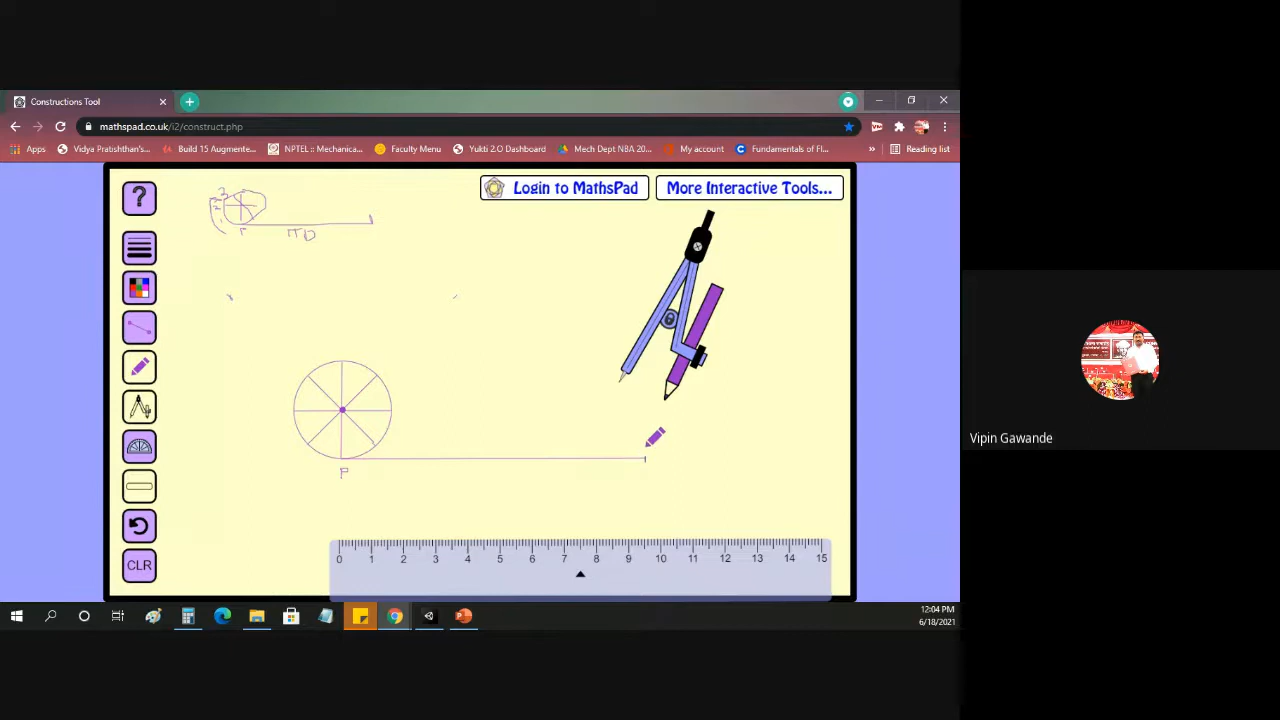 Constructions Tool
mathspad.co.uk/i2/construct.php
Apps Vidya Pratishthan's... Build 15 Augmente... NPTEL :: Mechanica... Faculty Menu Yukti 2.O Dashboard Mech Dept NBA 20... My account Fundamentals of Fl... » Reading list
? Login to MathsPad More Interactive Tools...
3
2
πD
P
CLR
0 1 2 3 4 5 6 7 8 9 10 11 12 13 14 15
12:04 PM
6/18/2021
Vipin Gawande